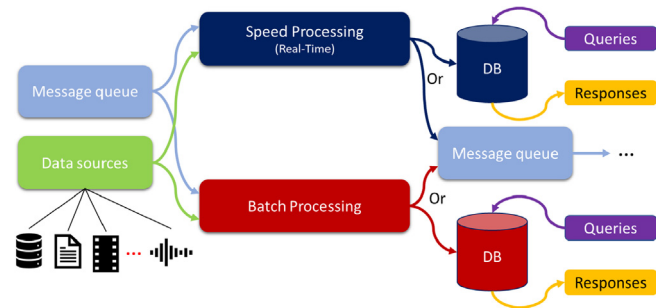 Speed Processing
(Real-Time)
Queries
DB
Or
Responses
Message queue
Data sources
Message queue
...
Batch Processing
Or
Queries
DB
Responses
...